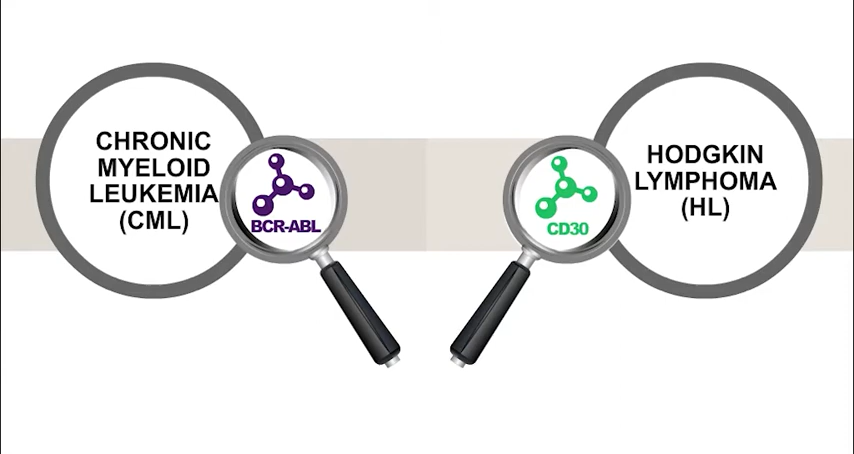 CHRONIC
MYELOID
LEUKEMIA
(CML)
BCR-ABL
CD30
HODGKIN
LYMPHOMA
(HL)